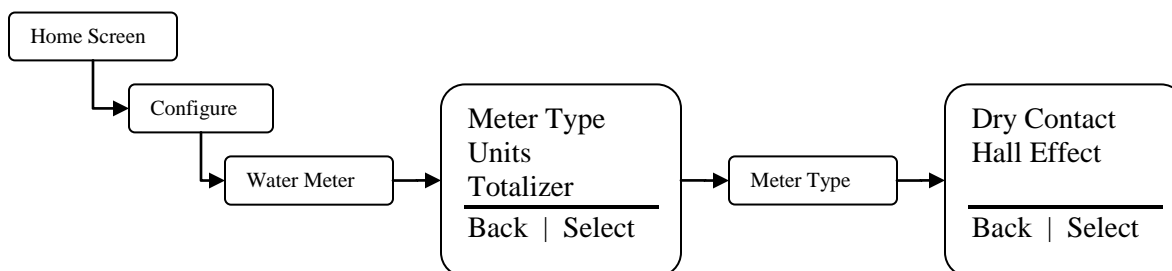 Home Screen
Configure
Water Meter
Meter Type
Units
Totalizer
Back | Select
Meter Type
Dry Contact
Hall Effect
Back | Select